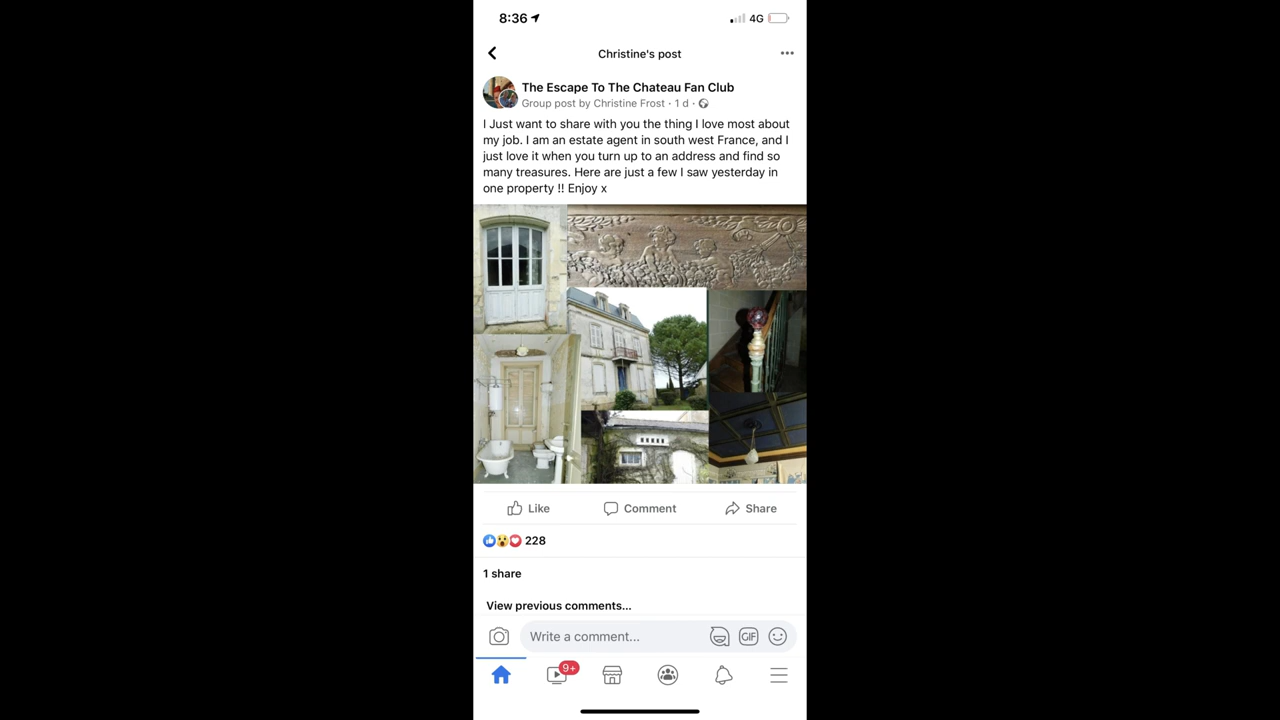 8:36
4G
Christine's post
The Escape To The Chateau Fan Club
Group post by Christine Frost · 1 d ·
I Just want to share with you the thing I love most about
my job. I am an estate agent in south west France, and I
just love it when you turn up to an address and find so
many treasures. Here are just a few I saw yesterday in
one property !! Enjoy x
Like
Comment
Share
228
1 share
View previous comments...
Write a comment...
GIF
9+